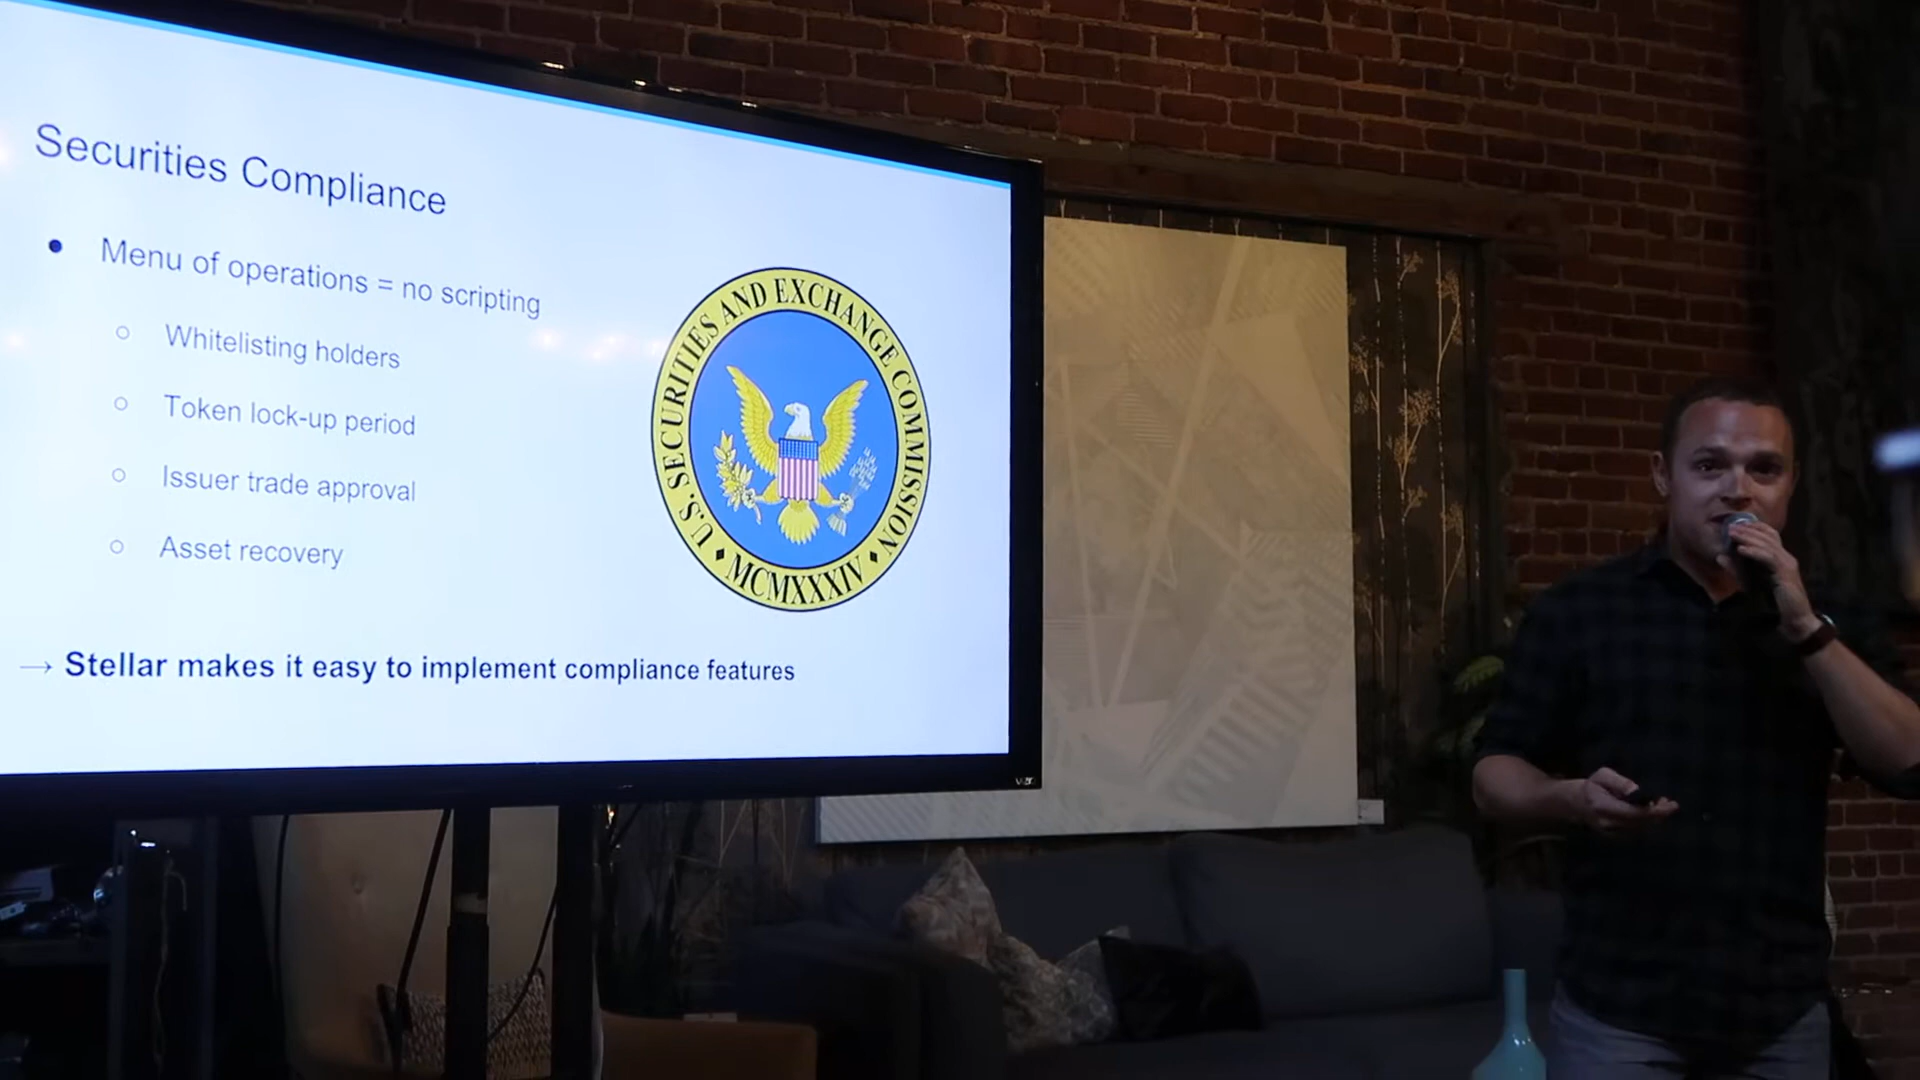 Securities Compliance
● Menu of operations = no scripting
○ Whitelisting holders
○ Token lock-up period
○ Issuer trade approval
○ Asset recovery
U.S. SECURITIES AND EXCHANGE COMMISSION
MCMXXXIV
→ Stellar makes it easy to implement compliance features